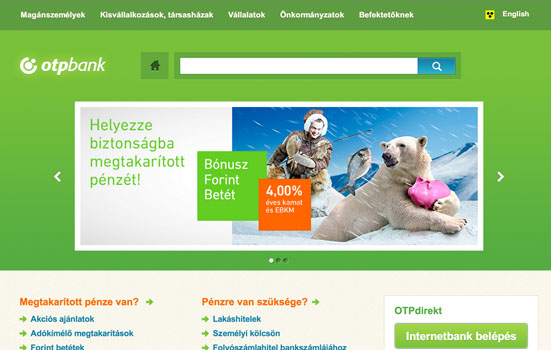 Magánszemélyek Kisvállalkozások, társasházak Vállalatok Önkormányzatok Befektetőknek English
otpbank
Helyezze
biztonságba
megtakarított
pénzét!
Bónusz
Forint
Betét
4,00%
éves kamat
és EBKM
Megtakarított pénze van?
Akciós ajánlatok
Adókímélő megtakarítások
Forint betétek
Pénzre van szüksége?
Lakáshitelek
Személyi kölcsön
Folyószámlahitel bankszámlájához
OTPdirekt
Internetbank belépés